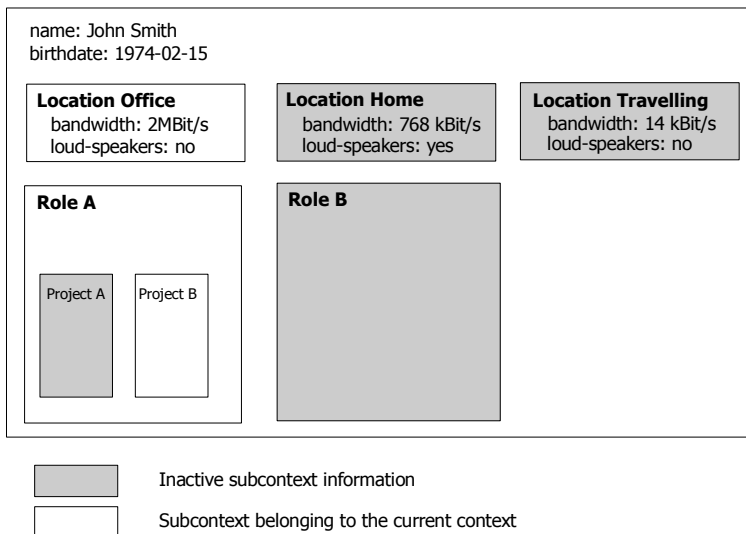 name: John Smith
birthdate: 1974-02-15
Location Office
bandwidth: 2MBit/s
loud-speakers: no
Location Home
bandwidth: 768 kBit/s
loud-speakers: yes
Location Travelling
bandwidth: 14 kBit/s
loud-speakers: no
Role A
Project A
Project B
Role B
Inactive subcontext information
Subcontext belonging to the current context